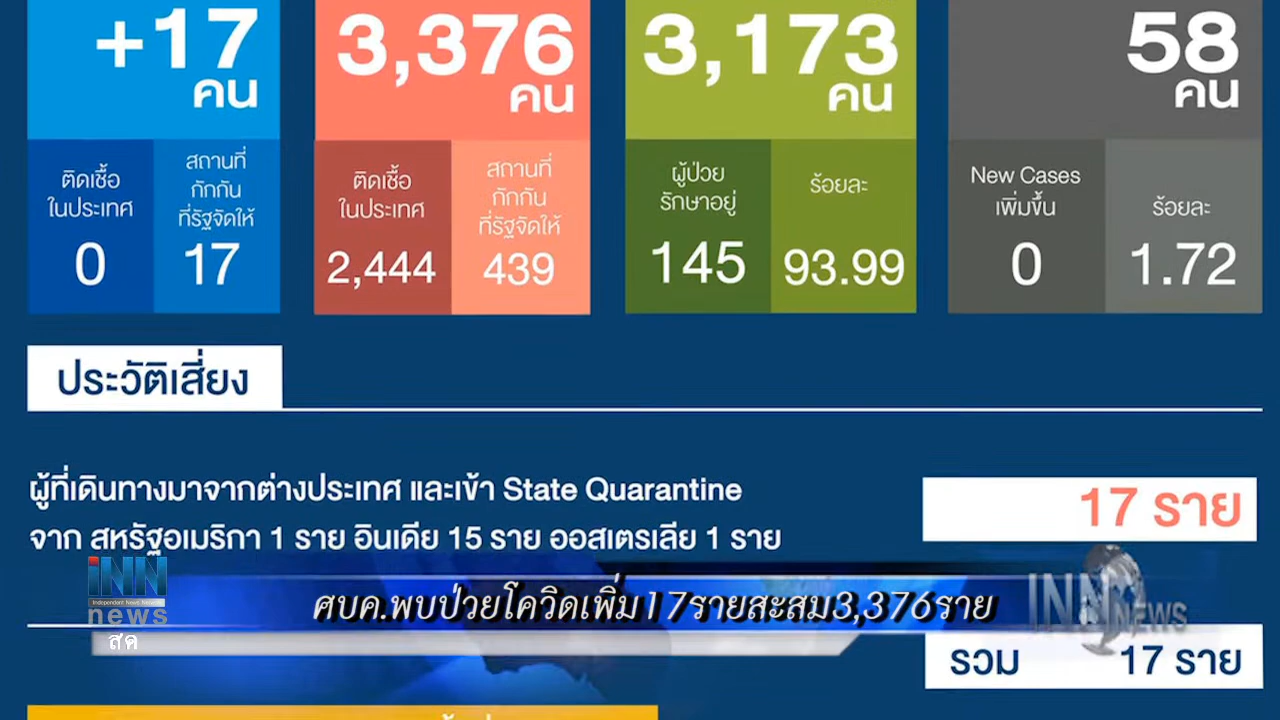 +17
คน
3,376
คน
3,173
คน
58
คน
ติดเชื้อ
ในประเทศ
0
สถานที่
กักกัน
ที่รัฐจัดให้
17
ติดเชื้อ
ในประเทศ
2,444
สถานที่
กักกัน
ที่รัฐจัดให้
439
ผู้ป่วย
รักษาอยู่
145
ร้อยละ
93.99
New Cases
เพิ่มขึ้น
0
ร้อยละ
1.72
ประวัติเสี่ยง
ผู้ที่เดินทางมาจากต่างประเทศ และเข้า State Quarantine
จาก สหรัฐอเมริกา 1 ราย อินเดีย 15 ราย ออสเตรเลีย 1 ราย
17 ราย
iNN
Independent News Network
news
สด
ศบค.พบป่วยโควิดเพิ่ม17รายสะสม3,376ราย
INN NEWS
รวม 17 ราย